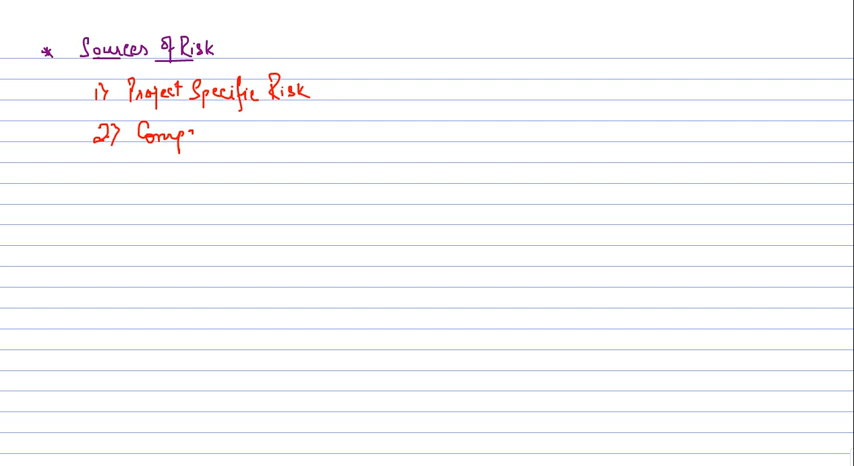 * Sources of Risk
1) Project Specific Risk
2) Comp